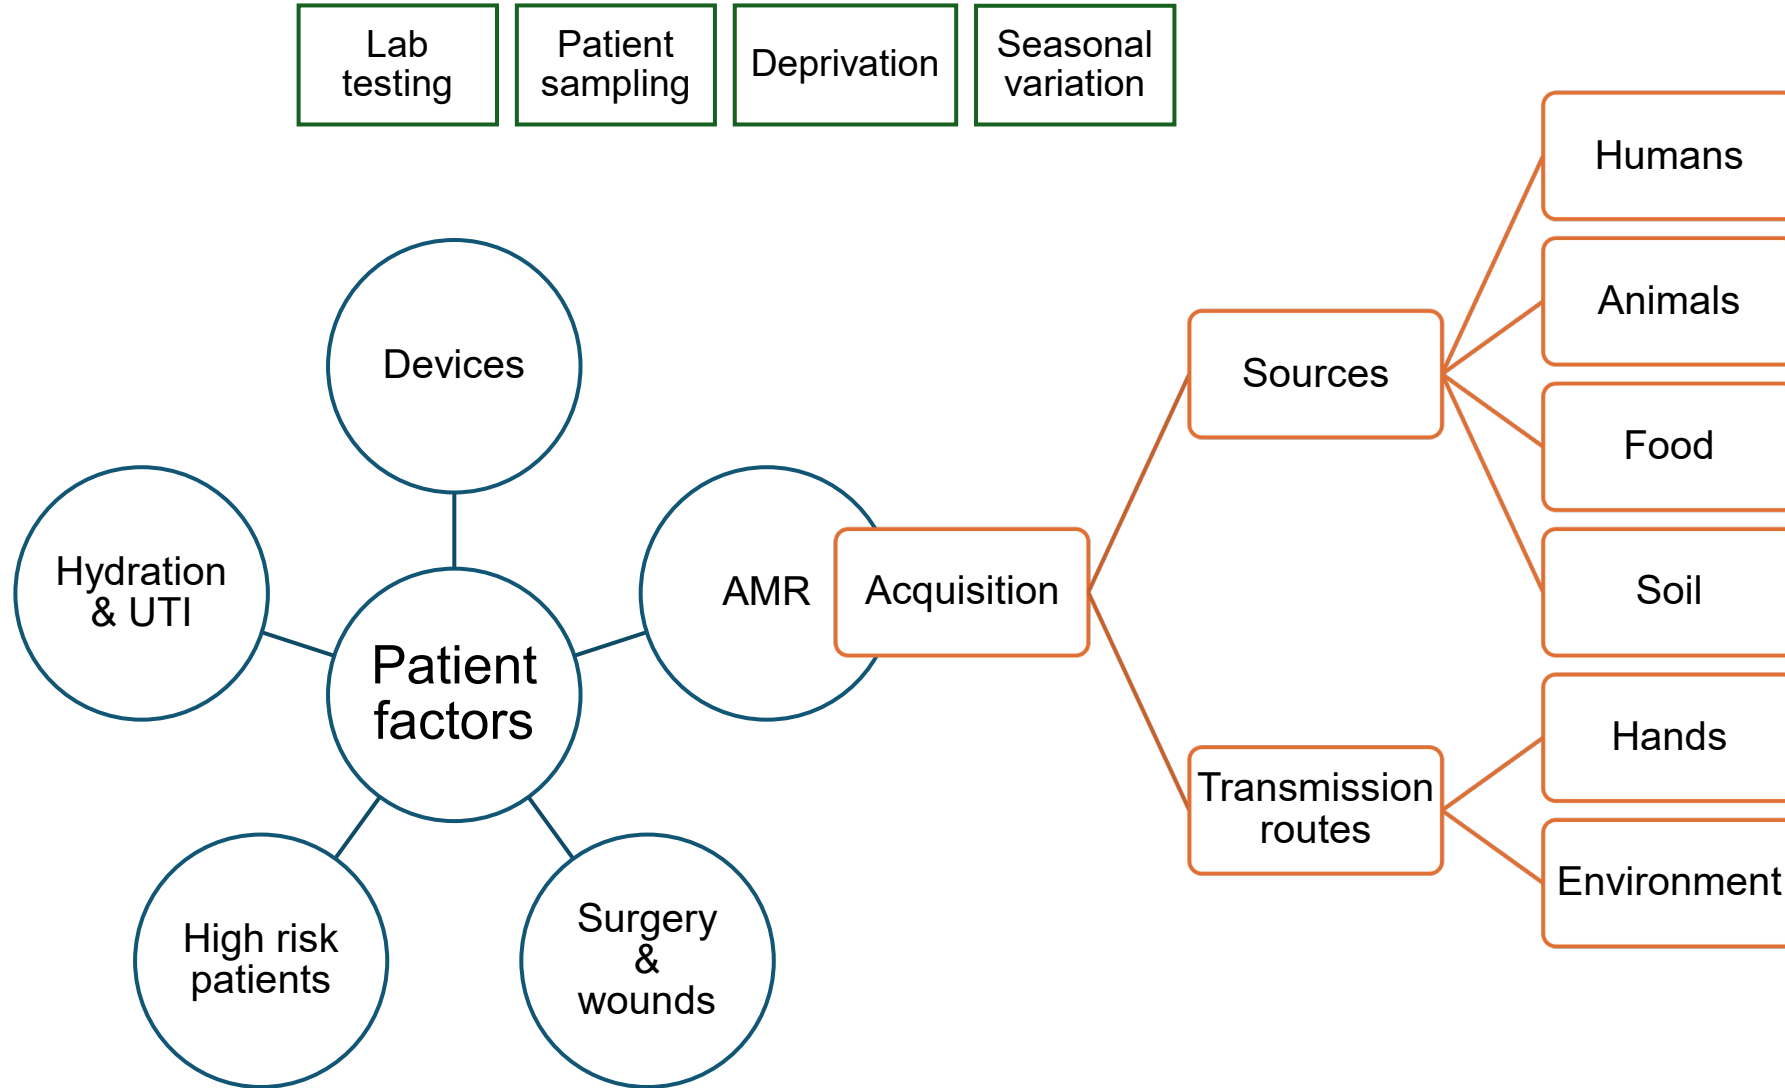 Lab
testing
Patient
sampling
Deprivation
Seasonal
variation
Devices
Hydration
& UTI
Patient
factors
AMR
High risk
patients
Surgery
&
wounds
Acquisition
Sources
Transmission
routes
Humans
Animals
Food
Soil
Hands
Environment